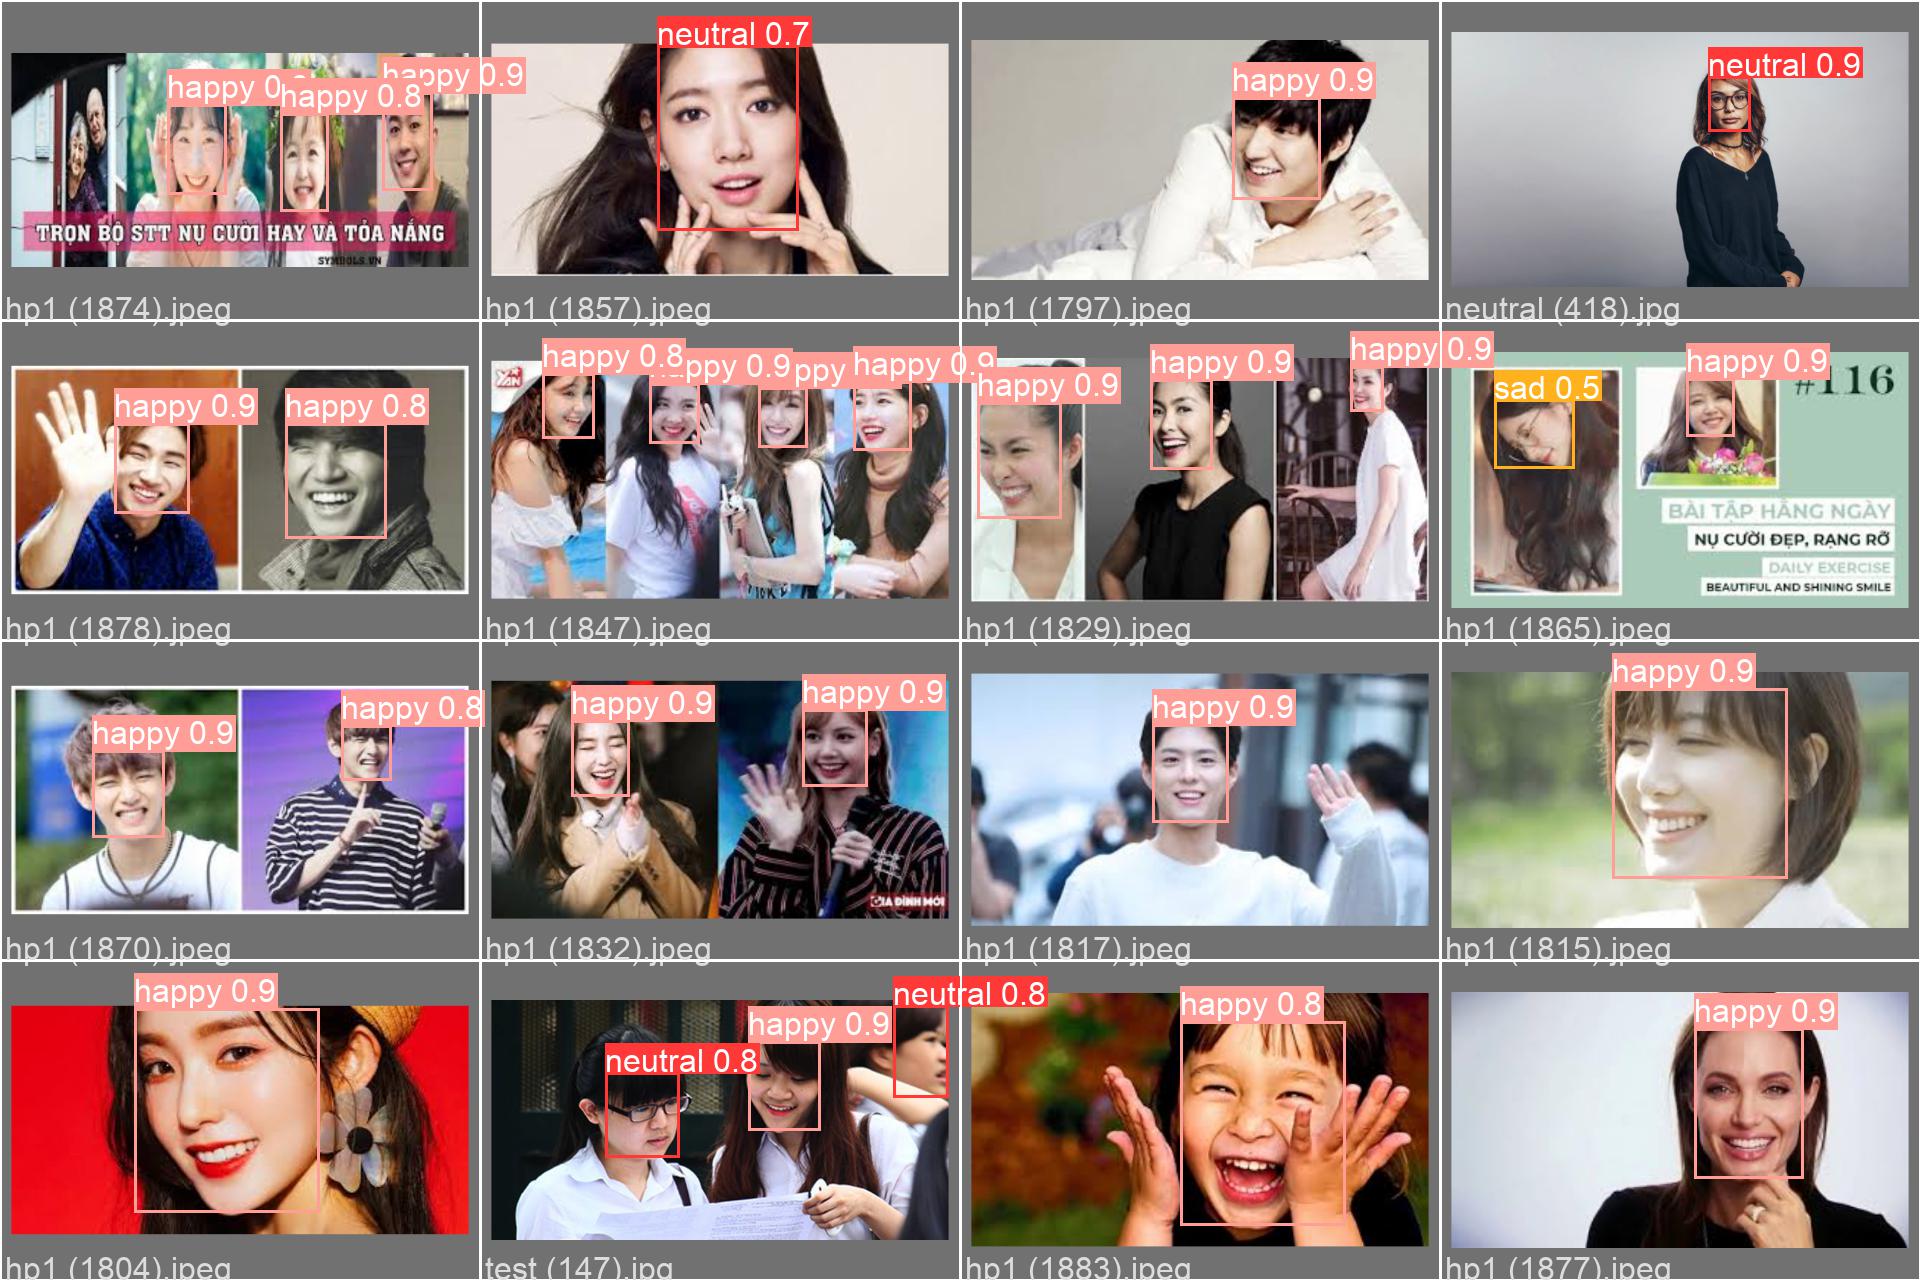 happy 0.9
happy 0.8
happy 0.9
TRỌN BỘ STT NỤ CƯỜI HAY VÀ TỎA NẮNG
SYMBOLS.VN
hp1 (1874).jpeg
neutral 0.7
hp1 (1857).jpeg
happy 0.9
hp1 (1797).jpeg
neutral 0.9
neutral (418).jpg
happy 0.9
happy 0.8
hp1 (1878).jpeg
YAN
happy 0.8
happy 0.9
happy
happy 0.9
hp1 (1847).jpeg
happy 0.9
happy 0.9
happy 0.9
hp1 (1829).jpeg
sad 0.5
happy 0.9
#116
BÀI TẬP HẰNG NGÀY
NỤ CƯỜI ĐẸP, RẠNG RỠ
DAILY EXERCISE
BEAUTIFUL AND SHINING SMILE
hp1 (1865).jpeg
happy 0.9
happy 0.8
hp1 (1870).jpeg
happy 0.9
happy 0.9
GIA ĐÌNH MỚI
hp1 (1832).jpeg
happy 0.9
hp1 (1817).jpeg
happy 0.9
hp1 (1815).jpeg
happy 0.9
hp1 (1804).jpeg
neutral 0.8
happy 0.9
neutral 0.8
test (147).jpg
happy 0.8
hp1 (1883).jpeg
happy 0.9
hp1 (1877).jpeg